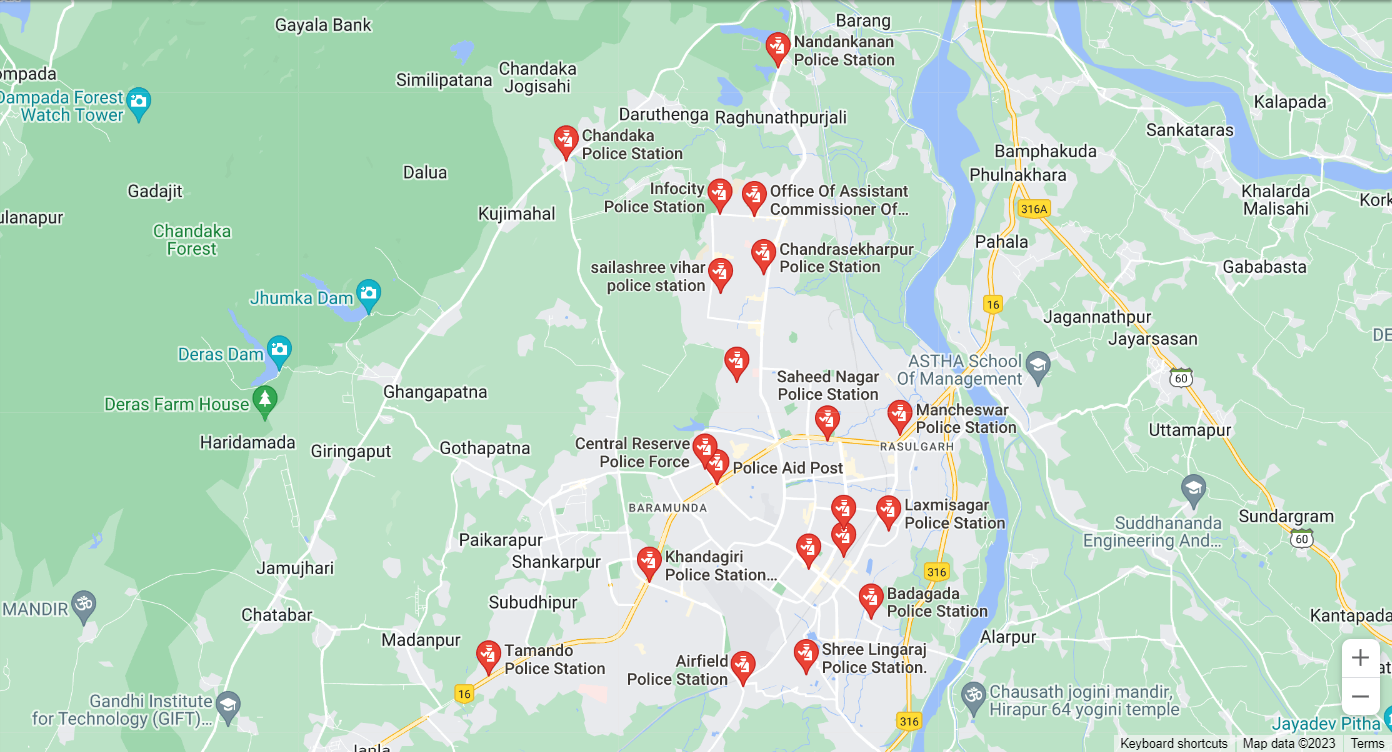 Gayala Bank
Barang
Nandankanan
Police Station
ompada
Similipatana
Chandaka
Jogisahi
Dampada Forest
Watch Tower
Daruthenga
Raghunathpurjali
Kalapada
Sankataras
Chandaka
Police Station
Bamphakuda
Phulnakhara
Dalua
Gadajit
Infocity
Police Station
Office Of Assistant
Commissioner Of...
Khalarda
Malisahi
Kork
316A
ulanapur
Kujimahal
Chandaka
Forest
Pahala
Chandrasekharpur
Police Station
sailashree vihar
police station
Gababasta
Jhumka Dam
16
Jagannathpur
Jayarsasan
DE
Deras Dam
ASTHA School
Of Management
60
Saheed Nagar
Police Station
Ghangapatna
Deras Farm House
Mancheswar
Police Station
RASULGARH
Uttamapur
Haridamada
Giringaput
Gothapatna
Central Reserve
Police Force
Police Aid Post
BARAMUNDA
Laxmisagar
Police Station
Suddhananda
Engineering And...
Sundargram
60
Paikarapur
Shankarpur
Khandagiri
Police Station...
Jamujhari
316
Badagada
Police Station
MANDIR
Chatabar
Subudhipur
Kantapada
Madanpur
Alarpur
Tamando
Police Station
Airfield
Police Station
Shree Lingaraj
Police Station.
at
16
Gandhi Institute
for Technology (GIFT)...
Chausath jogini mandir,
Hirapur 64 yogini temple
316
Jayadev Pitha
Janla
Keyboard shortcuts
Map data ©2023
Terms